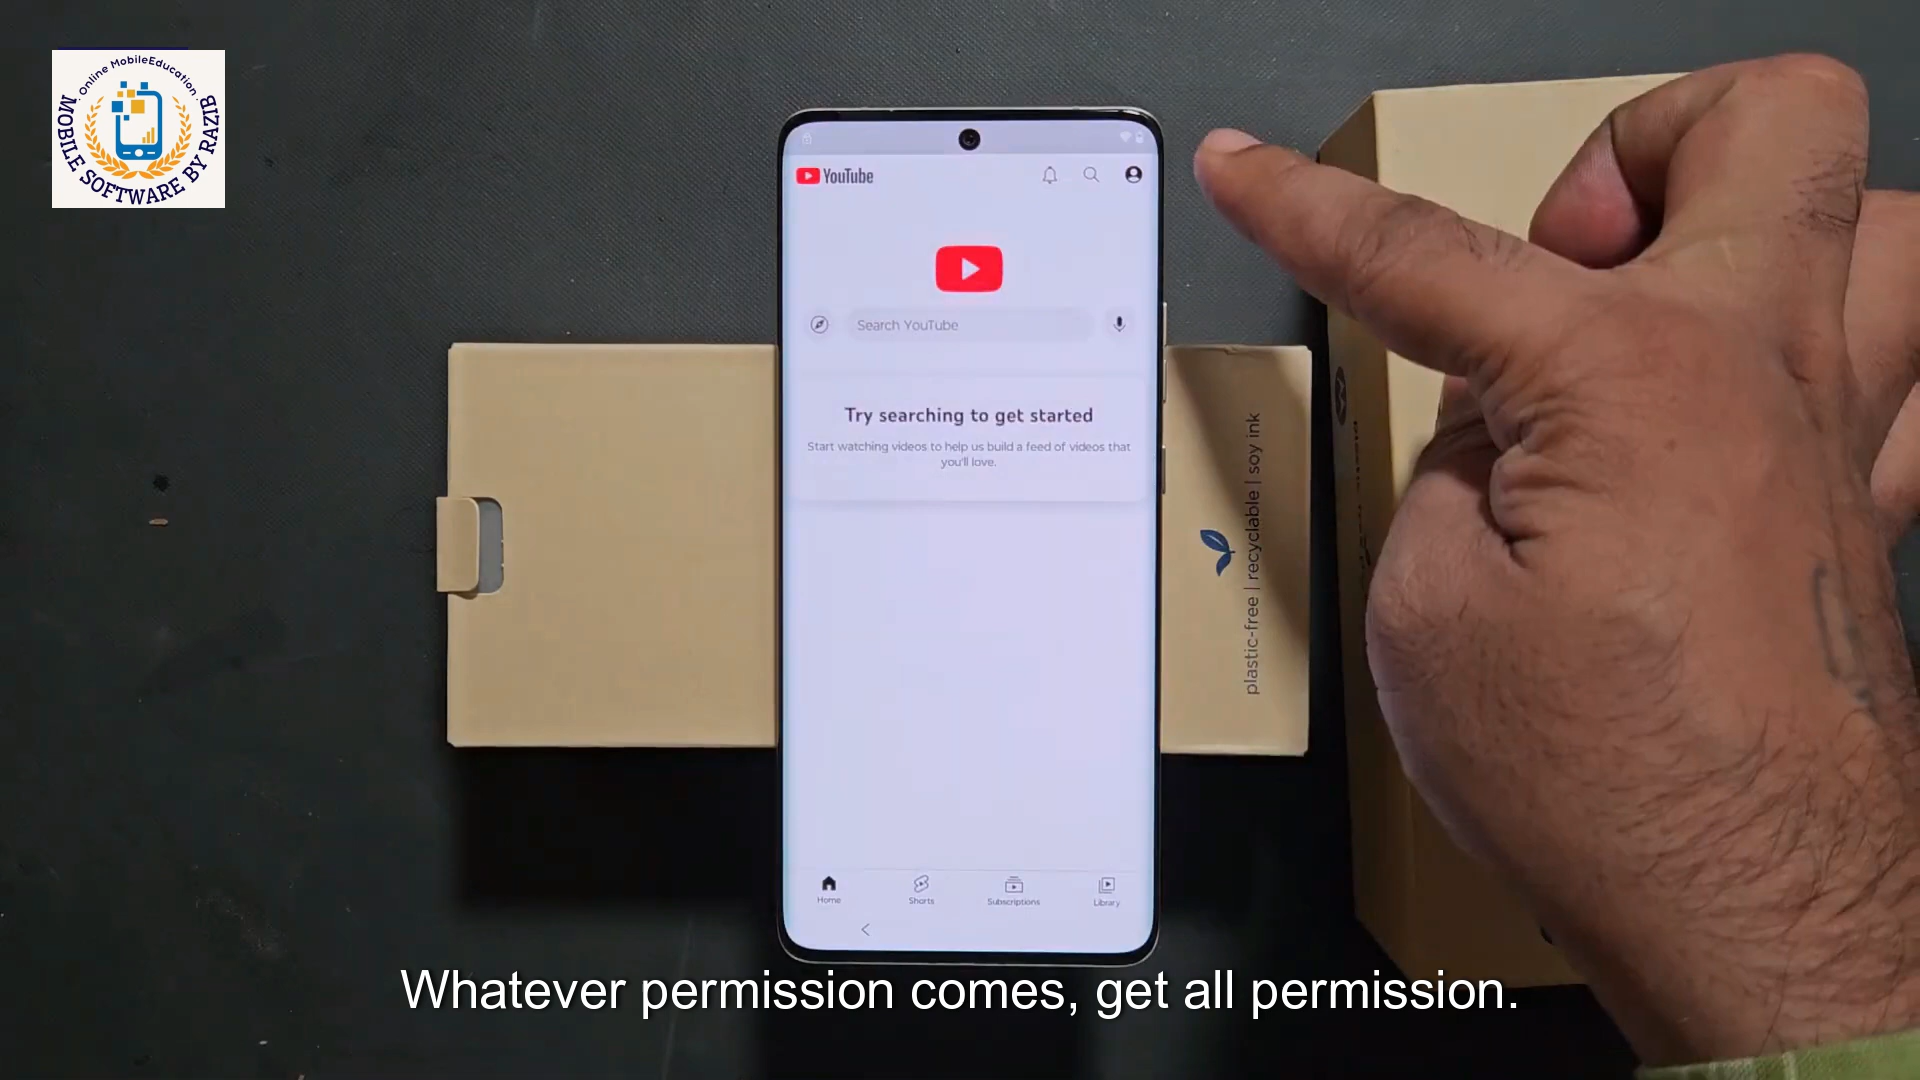 Online MobileEducation
MOBILE SOFTWARE BY RAZIB
YouTube
Search YouTube
Try searching to get started
Start watching videos to help us build a feed of videos that
you'll love.
Home
Shorts
Subscriptions
Library
plastic-free | recyclable | soy ink
Whatever permission comes, get all permission.